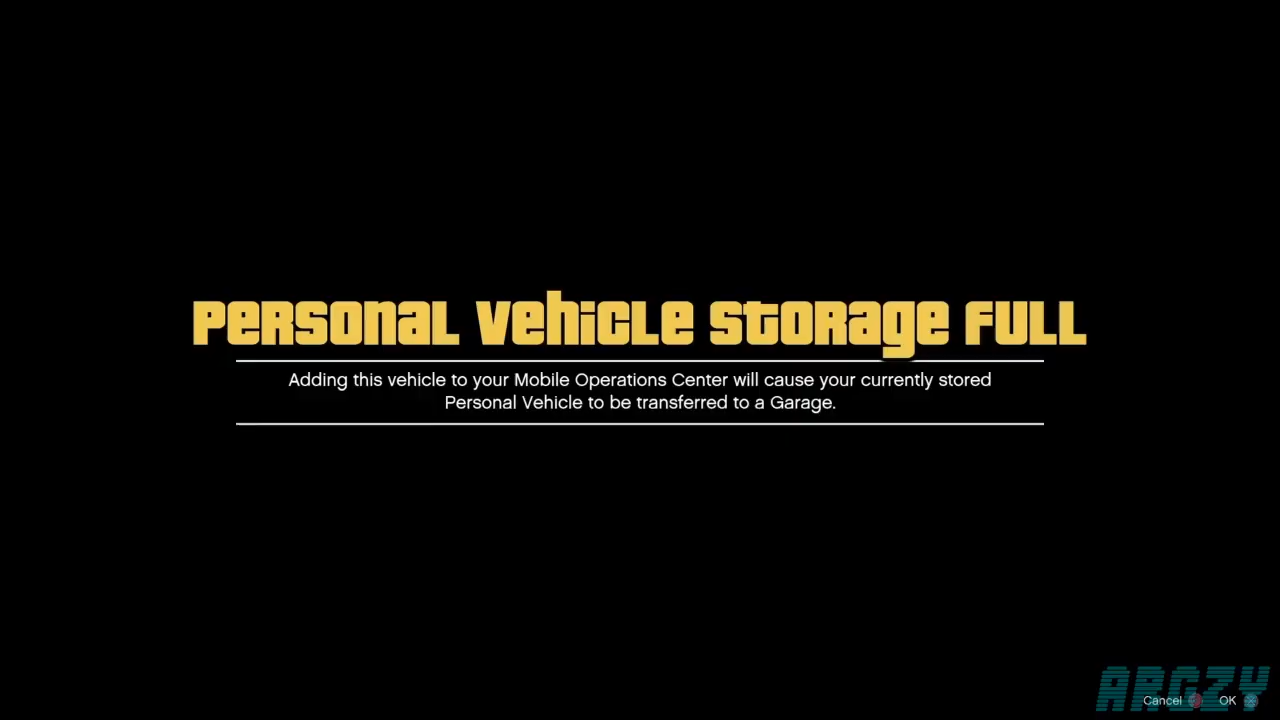 Personal Vehicle Storage Full
Adding this vehicle to your Mobile Operations Center will cause your currently stored
Personal Vehicle to be transferred to a Garage.
ARCZY
Cancel OK